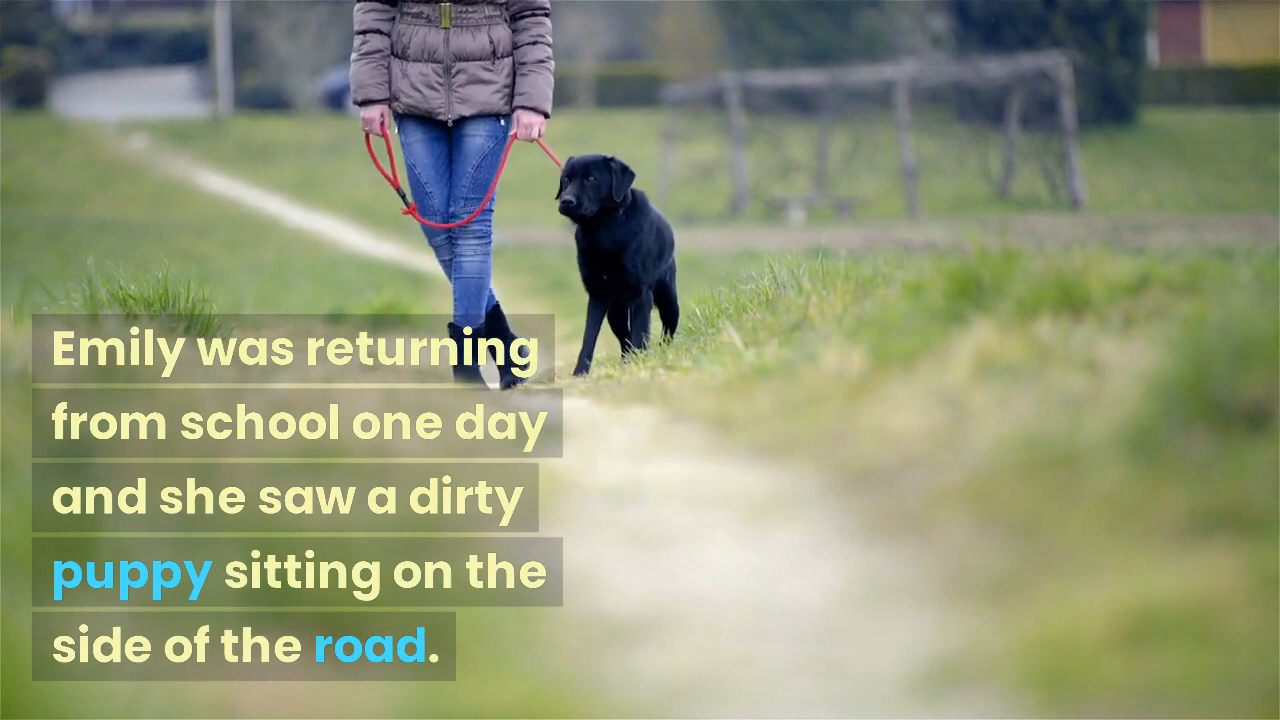 Emily was returning
from school one day
and she saw a dirty
puppy sitting on the
side of the road.